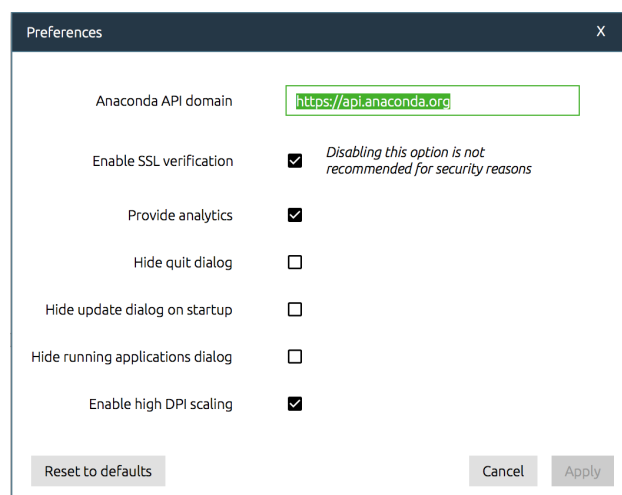 Preferences X
Anaconda API domain https://api.anaconda.org
Enable SSL verification Disabling this option is not
recommended for security reasons
Provide analytics
Hide quit dialog
Hide update dialog on startup
Hide running applications dialog
Enable high DPI scaling
Reset to defaults Cancel Apply